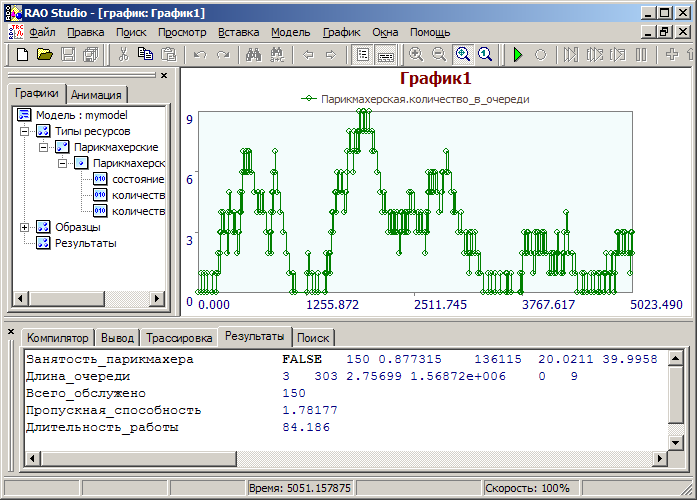 RAO Studio - [график: График1]
Файл Правка Поиск Просмотр Вставка Модель График Окна Помощь
Графики Анимация
Модель : mymodel
Типы ресурсов
Парикмахерские
Парикмахерск
состояние
количеств
количеств
Образцы
Результаты
График1
Парикмахерская.количество_в_очереди
9
6
3
0
0.000 1255.872 2511.745 3767.617 5023.490
Компилятор Вывод Трассировка Результаты Поиск
Занятость_парикмахера FALSE 150 0.877315 136115 20.0211 39.9958
Длина_очереди 3 303 2.75699 1.56872e+006 0 9
Всего_обслужено 150
Пропускная_способность 1.78177
Длительность_работы 84.186
Время: 5051.157875 Скорость: 100%